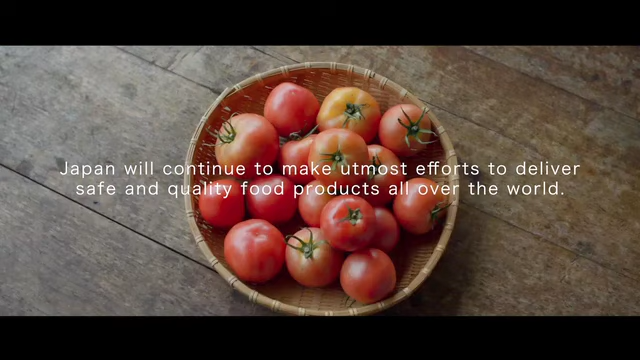 Japan will continue to make utmost efforts to deliver
safe and quality food products all over the world.